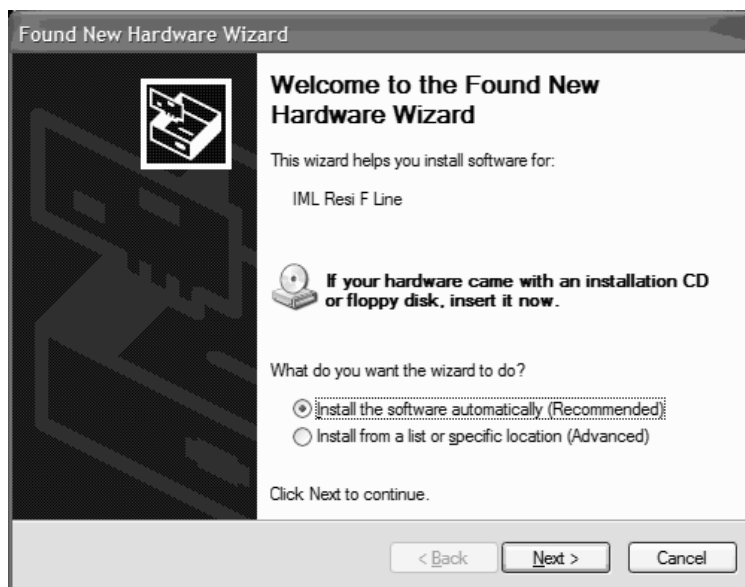 Found New Hardware Wizard
Welcome to the Found New
Hardware Wizard
This wizard helps you install software for:
IML Resi F Line
If your hardware came with an installation CD
or floppy disk, insert it now.
What do you want the wizard to do?
Install the software automatically (Recommended)
Install from a list or specific location (Advanced)
Click Next to continue.
< Back
Next >
Cancel